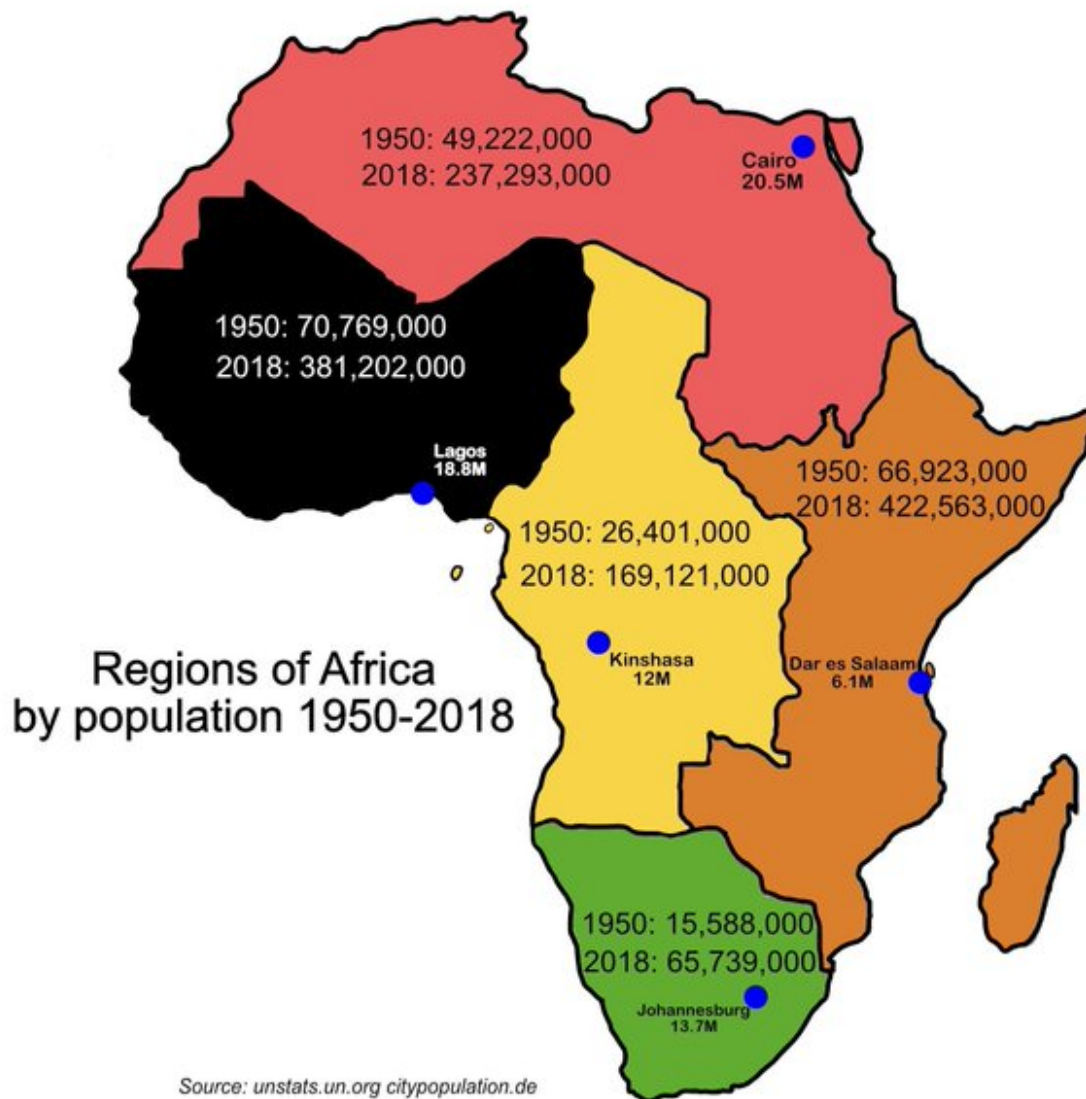 1950: 49,222,000
2018: 237,293,000
Cairo
20.5M
1950: 70,769,000
2018: 381,202,000
Lagos
18.8M
1950: 66,923,000
2018: 422,563,000
1950: 26,401,000
2018: 169,121,000
Kinshasa
12M
Dar es Salaam
6.1M
Regions of Africa
by population 1950-2018
1950: 15,588,000
2018: 65,739,000
Johannesburg
13.7M
Source: unstats.un.org citypopulation.de